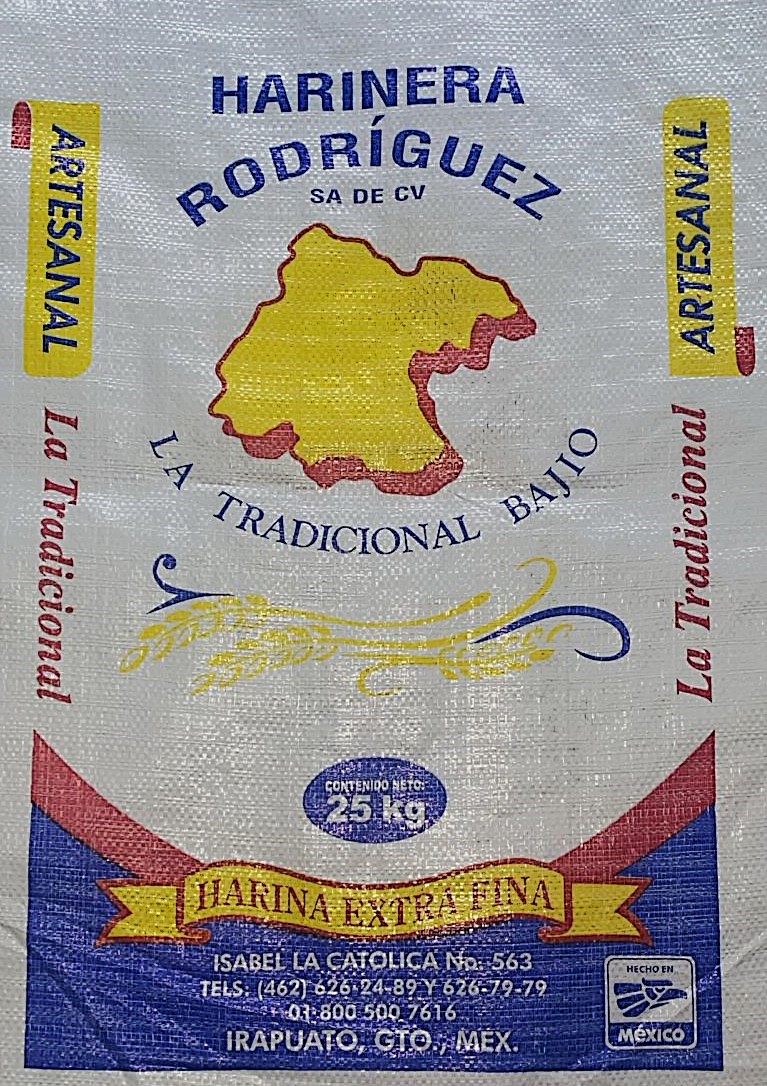 HARINERA
RODRÍGUEZ
SA DE CV
ARTESANAL
La Tradicional
ARTESANAL
La Tradicional
LA TRADICIONAL BAJIO
CONTENIDO NETO:
25 kg
HARINA EXTRA FINA
ISABEL LA CATOLICA No. 563
TELS. (462) 626-24-89 Y 626-79-79
01 800 500 7616
IRAPUATO, GTO., MEX.
HECHO EN
MéXICO